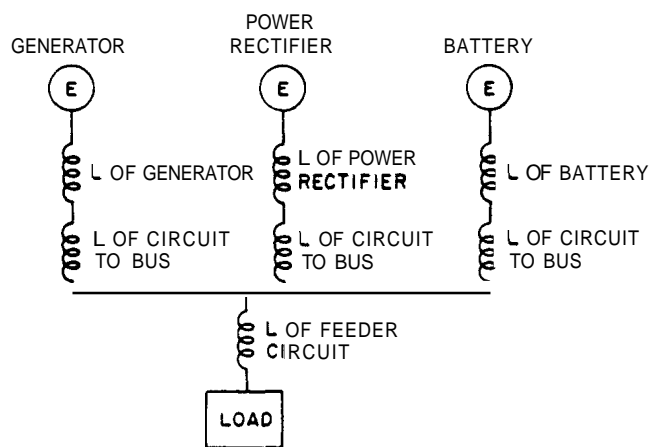 GENERATOR
POWER
RECTIFIER
BATTERY
E
E
E
L OF GENERATOR
L OF POWER
RECTIFIER
L OF BATTERY
L OF CIRCUIT
TO BUS
L OF CIRCUIT
TO BUS
L OF CIRCUIT
TO BUS
L OF FEEDER
CIRCUIT
LOAD